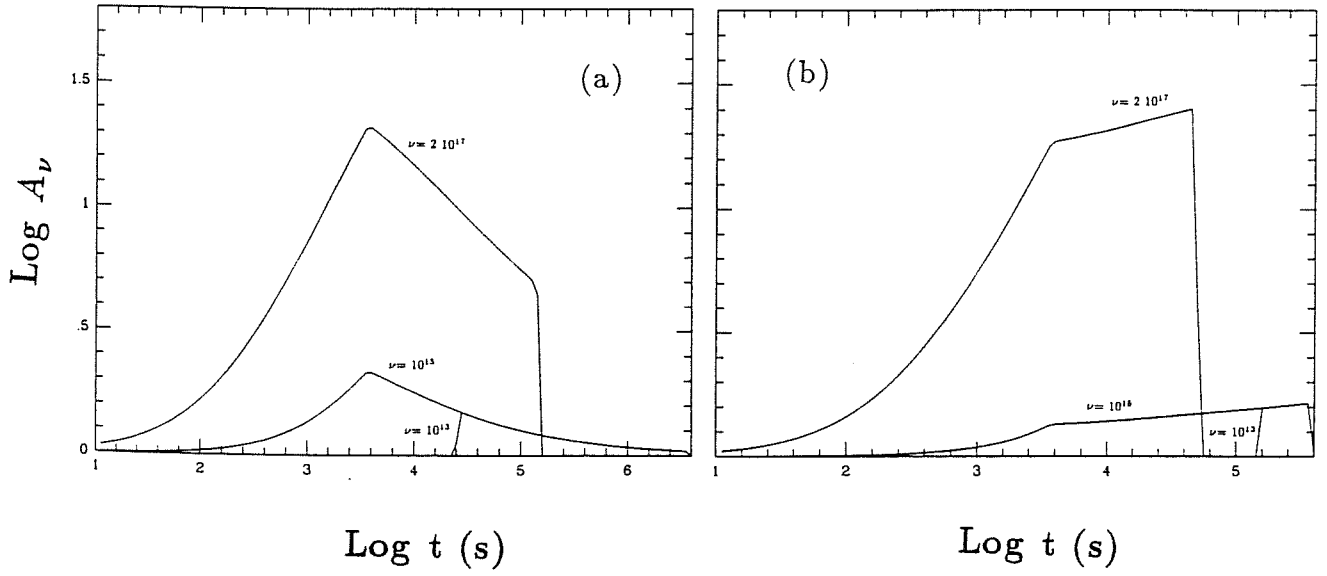 (a)
(b)
1.5
1
.5
0
Log A_ν
ν= 2 10^17
ν= 10^15
ν= 10^13
1 2 3 4 5 6
Log t (s)
ν= 2 10^17
ν= 10^15
ν= 10^13
1 2 3 4 5
Log t (s)